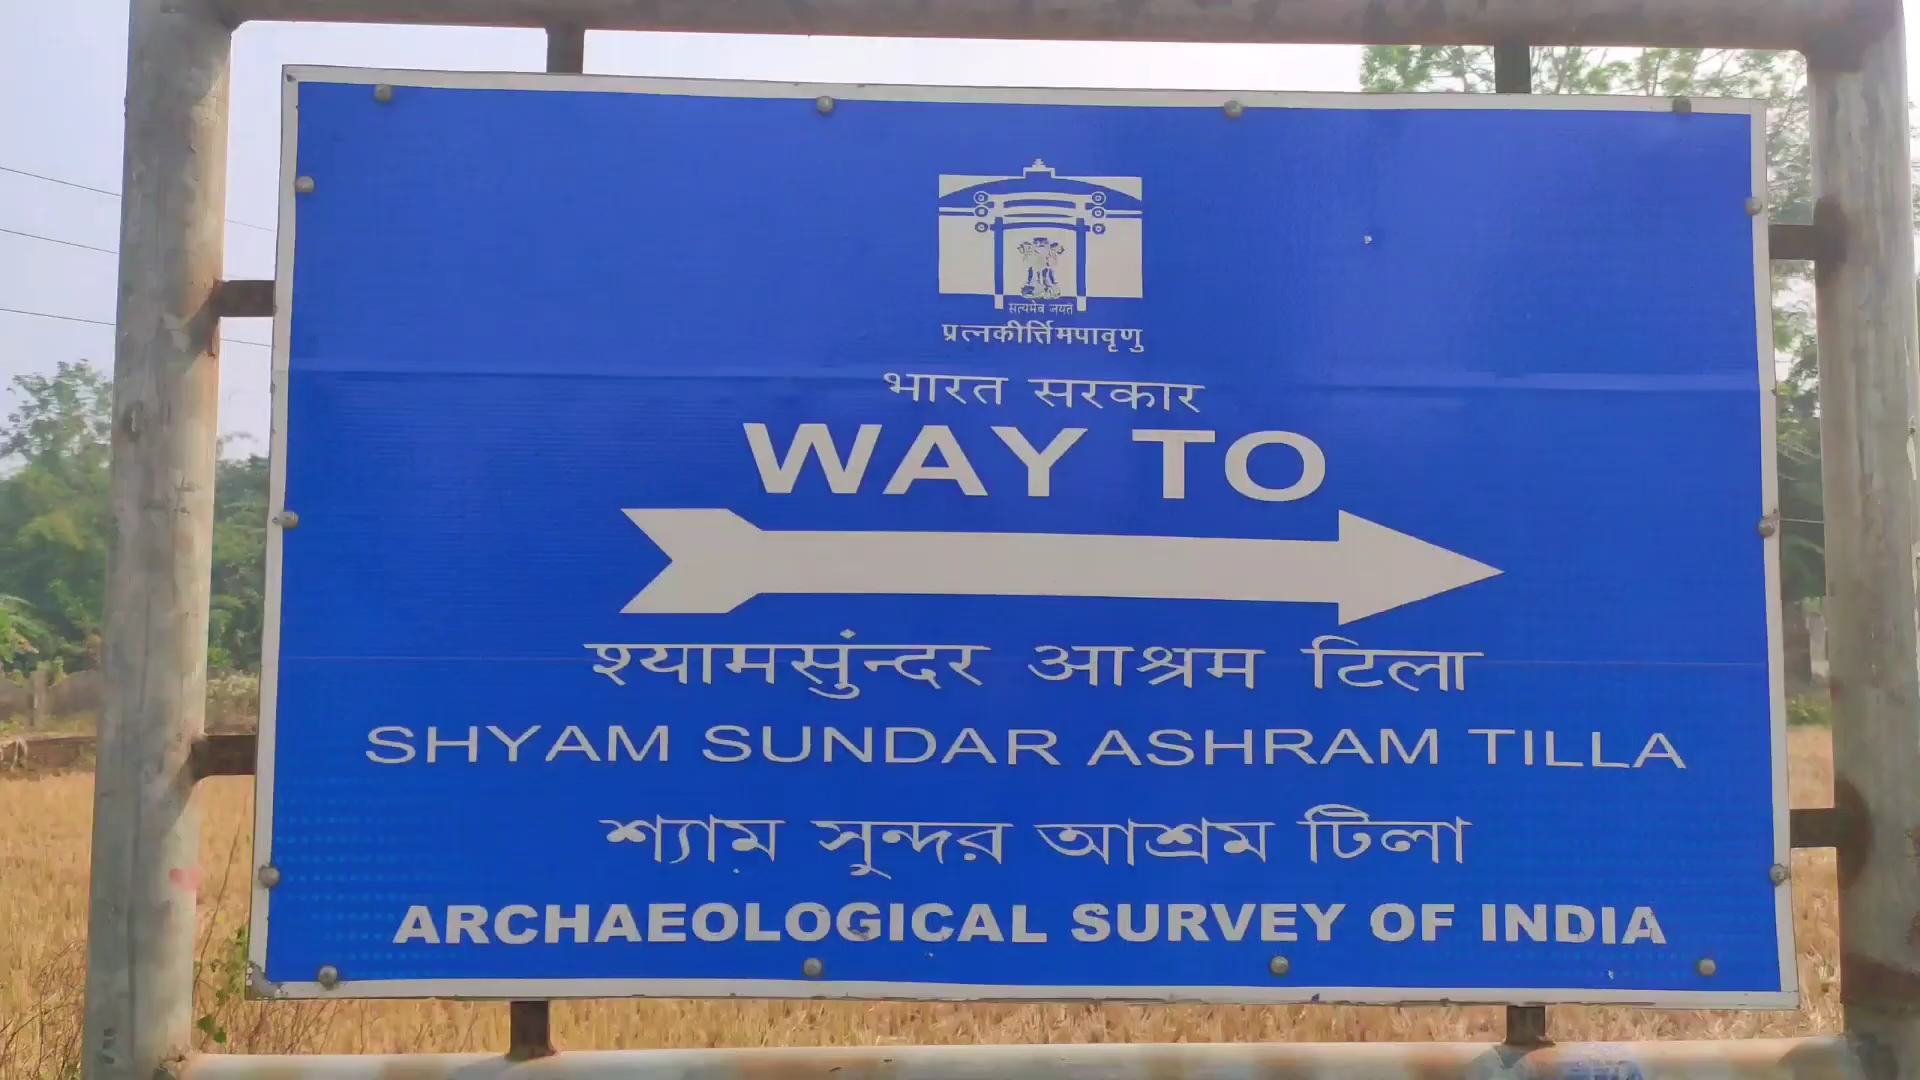 सत्यमेव जयते
प्रत्नकीर्त्तिमपावृणु
भारत सरकार
WAY TO
श्यामसुंन्दर आश्रम टिला
SHYAM SUNDAR ASHRAM TILLA
শ্যাম সুন্দর আশ্রম টিলা
ARCHAEOLOGICAL SURVEY OF INDIA